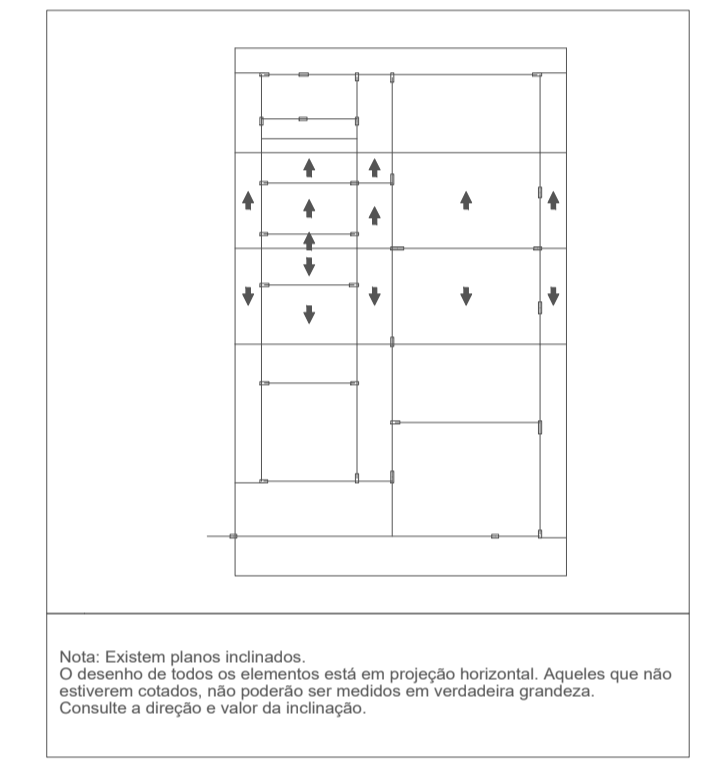 Nota: Existem planos inclinados.
O desenho de todos os elementos está em projeção horizontal. Aqueles que não
estiverem cotados, não poderão ser medidos em verdadeira grandeza.
Consulte a direção e valor da inclinação.